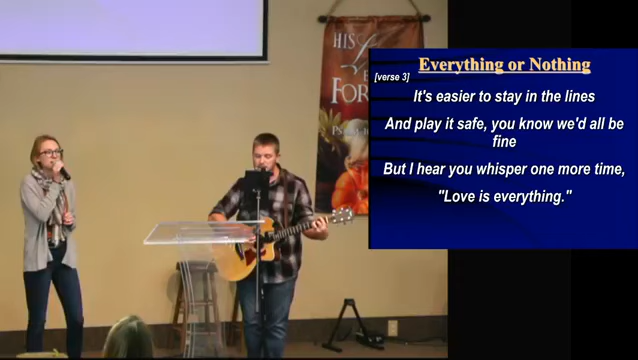 Everything or Nothing
[verse 3]
It's easier to stay in the lines
And play it safe, you know we'd all be
fine
But I hear you whisper one more time,
"Love is everything."
HIS
FOR